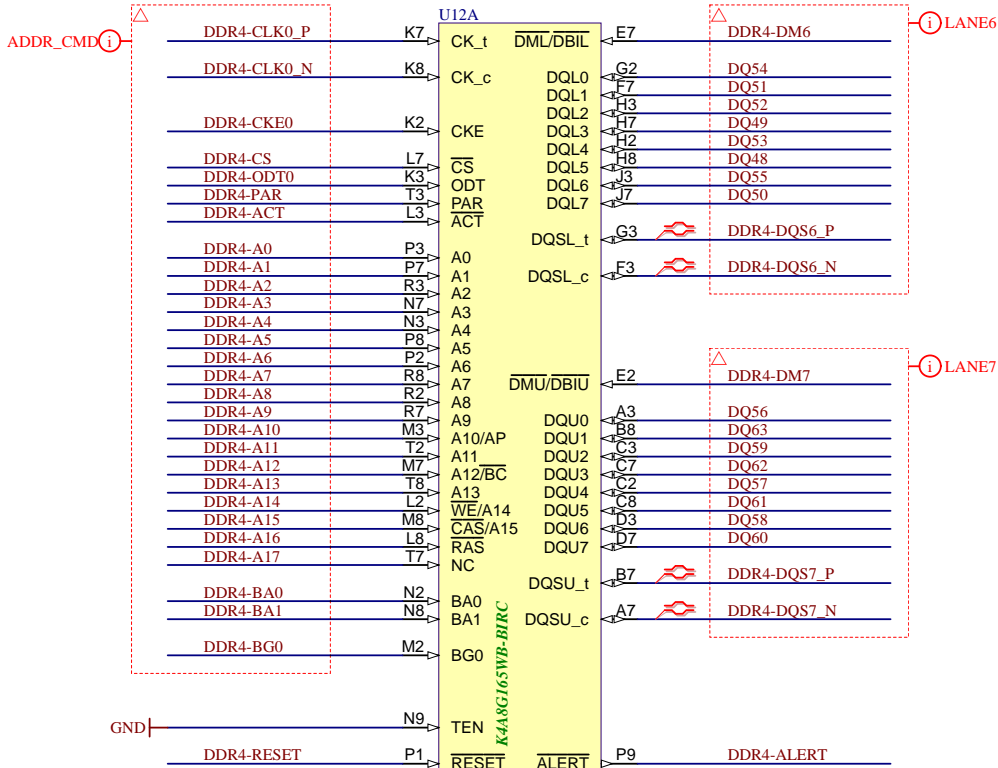 U12A
ADDR_CMD i
DDR4-CLK0_P K7 CK_t
DDR4-CLK0_N K8 CK_c
DDR4-CKE0 K2 CKE
DDR4-CS L7 CS
DDR4-ODT0 K3 ODT
DDR4-PAR T3 PAR
DDR4-ACT L3 ACT
DDR4-A0 P3 A0
DDR4-A1 P7 A1
DDR4-A2 R3 A2
DDR4-A3 N7 A3
DDR4-A4 N3 A4
DDR4-A5 P8 A5
DDR4-A6 P2 A6
DDR4-A7 R8 A7
DDR4-A8 R2 A8
DDR4-A9 R7 A9
DDR4-A10 M3 A10/AP
DDR4-A11 T2 A11
DDR4-A12 M7 A12/BC
DDR4-A13 T8 A13
DDR4-A14 L2 WE/A14
DDR4-A15 M8 CAS/A15
DDR4-A16 L8 RAS
DDR4-A17 T7 NC
DDR4-BA0 N2 BA0
DDR4-BA1 N8 BA1
DDR4-BG0 M2 BG0
GND N9 TEN
DDR4-RESET P1 RESET
K4A8G165WB-BIRC
i LANE6
DML/DBIL E7 DDR4-DM6
DQL0 G2 DQ54
DQL1 F7 DQ51
DQL2 H3 DQ52
DQL3 H7 DQ49
DQL4 H2 DQ53
DQL5 H8 DQ48
DQL6 J3 DQ55
DQL7 J7 DQ50
DQSL_t G3 DDR4-DQS6_P
DQSL_c F3 DDR4-DQS6_N
i LANE7
DMU/DBIU E2 DDR4-DM7
DQU0 A3 DQ56
DQU1 B8 DQ63
DQU2 C3 DQ59
DQU3 C7 DQ62
DQU4 C2 DQ57
DQU5 C8 DQ61
DQU6 D3 DQ58
DQU7 D7 DQ60
DQSU_t B7 DDR4-DQS7_P
DQSU_c A7 DDR4-DQS7_N
ALERT P9 DDR4-ALERT